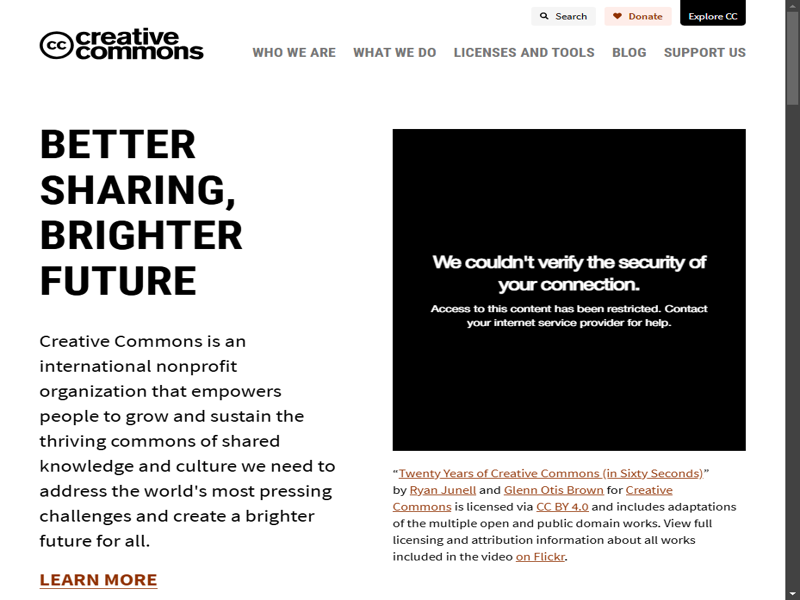 Search
Donate
Explore CC
cc creative commons
WHO WE ARE
WHAT WE DO
LICENSES AND TOOLS
BLOG
SUPPORT US
BETTER
SHARING,
BRIGHTER
FUTURE
Creative Commons is an
international nonprofit
organization that empowers
people to grow and sustain the
thriving commons of shared
knowledge and culture we need to
address the world's most pressing
challenges and create a brighter
future for all.
LEARN MORE
We couldn't verify the security of
your connection.
Access to this content has been restricted. Contact
your internet service provider for help.
“Twenty Years of Creative Commons (in Sixty Seconds)”
by Ryan Junell and Glenn Otis Brown for Creative
Commons is licensed via CC BY 4.0 and includes adaptations
of the multiple open and public domain works. View full
licensing and attribution information about all works
included in the video on Flickr.